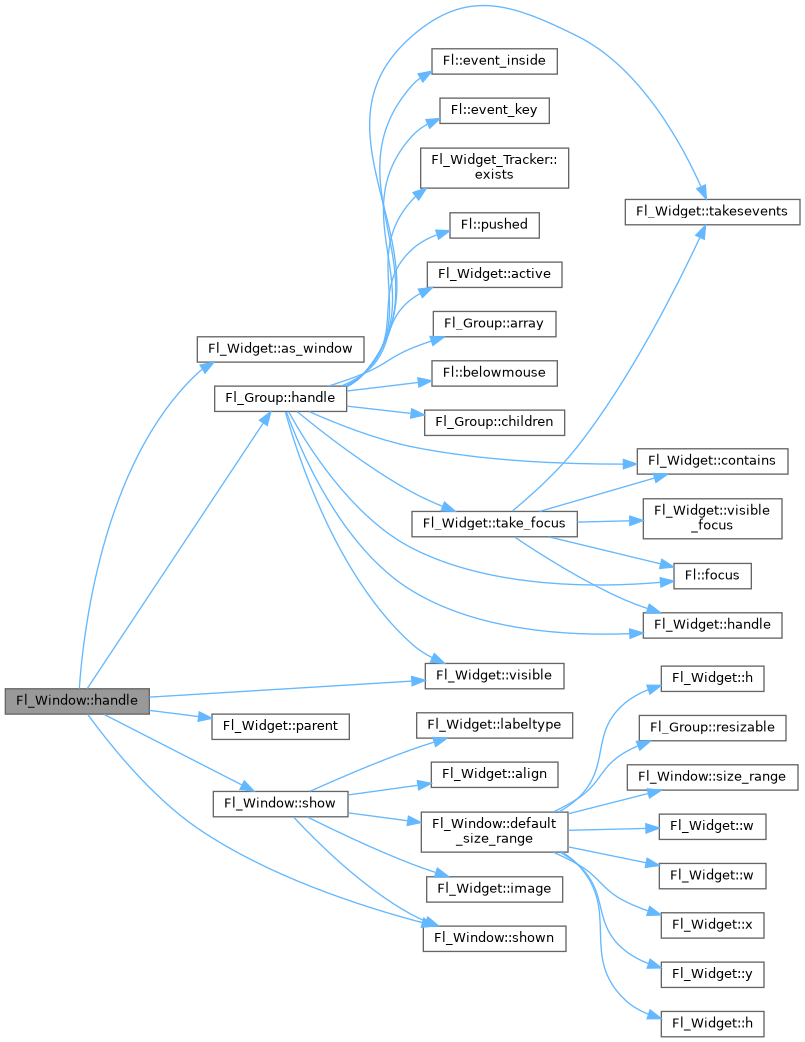 Fl::event_inside
Fl::event_key
Fl_Widget_Tracker::
exists
Fl_Widget::takesevents
Fl::pushed
Fl_Widget::active
Fl_Group::array
Fl_Widget::as_window
Fl::belowmouse
Fl_Group::handle
Fl_Group::children
Fl_Widget::contains
Fl_Widget::visible
_focus
Fl_Widget::take_focus
Fl::focus
Fl_Widget::handle
Fl_Widget::visible
Fl_Widget::h
Fl_Window::handle
Fl_Widget::parent
Fl_Widget::labeltype
Fl_Group::resizable
Fl_Widget::align
Fl_Window::size_range
Fl_Window::show
Fl_Window::default
_size_range
Fl_Widget::w
Fl_Widget::w
Fl_Widget::image
Fl_Widget::x
Fl_Window::shown
Fl_Widget::y
Fl_Widget::h